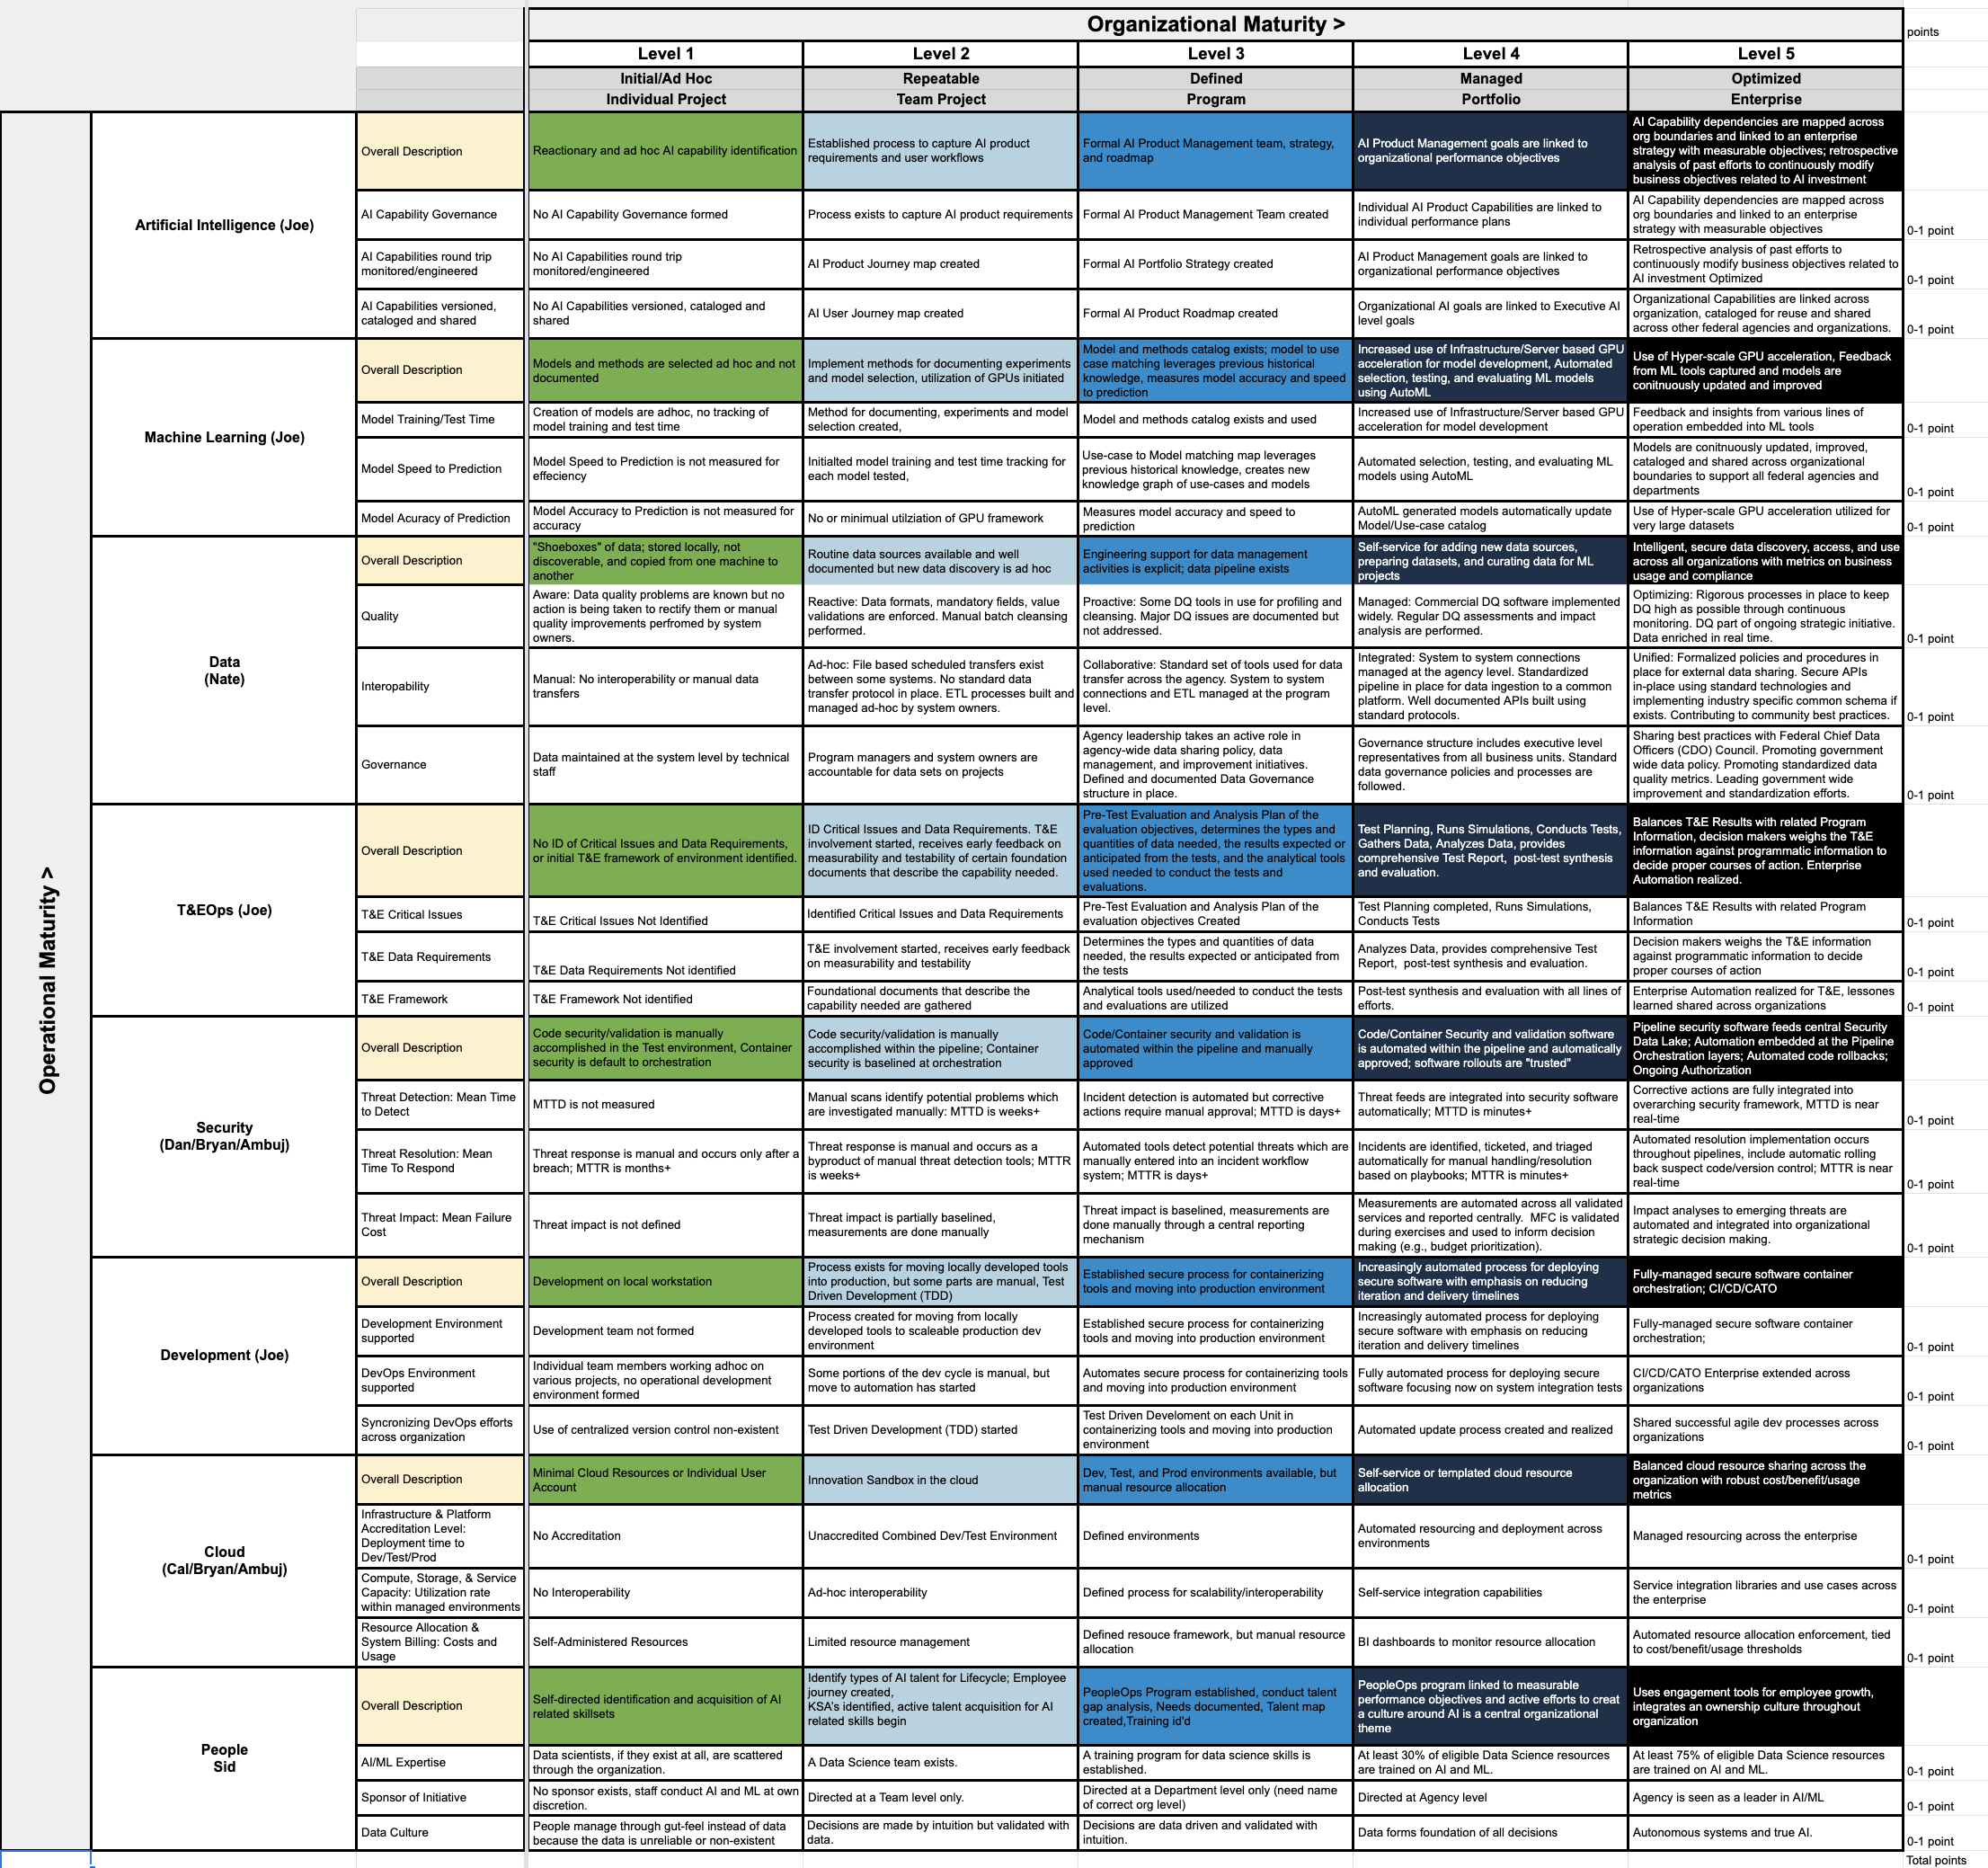 Organizational Maturity >
points
Level 1
Level 2
Level 3
Level 4
Level 5
Initial/Ad Hoc
Repeatable
Defined
Managed
Optimized
Individual Project
Team Project
Program
Portfolio
Enterprise
Operational Maturity >
Artificial Intelligence (Joe)
Overall Description
Reactionary and ad hoc AI capability identification
Established process to capture AI product
requirements and user workflows
Formal AI Product Management team, strategy,
and roadmap
AI Product Management goals are linked to
organizational performance objectives
AI Capability dependencies are mapped across
org boundaries and linked to an enterprise
strategy with measurable objectives; retrospective
analysis of past efforts to continuously modify
business objectives related to AI investment
AI Capability Governance
No AI Capability Governance formed
Process exists to capture AI product requirements
Formal AI Product Management Team created
Individual AI Product Capabilities are linked to
individual performance plans
AI Capability dependencies are mapped across
org boundaries and linked to an enterprise
strategy with measurable objectives
0-1 point
AI Capabilities round trip
monitored/engineered
No AI Capabilities round trip
monitored/engineered
AI Product Journey map created
Formal AI Portfolio Strategy created
AI Product Management goals are linked to
organizational performance objectives
Retrospective analysis of past efforts to
continuously modify business objectives related to
AI investment Optimized
0-1 point
AI Capabilities versioned,
cataloged and shared
No AI Capabilities versioned, cataloged and
shared
AI User Journey map created
Formal AI Product Roadmap created
Organizational AI goals are linked to Executive AI
level goals
Organizational Capabilities are linked across
organization, cataloged for reuse and shared
across other federal agencies and organizations.
0-1 point
Machine Learning (Joe)
Overall Description
Models and methods are selected ad hoc and not
documented
Implement methods for documenting experiments
and model selection, utilization of GPUs initiated
Model and methods catalog exists; model to use
case matching leverages previous historical
knowledge, measures model accuracy and speed
to prediction
Increased use of Infrastructure/Server based GPU
acceleration for model development, Automated
selection, testing, and evaluating ML models
using AutoML
Use of Hyper-scale GPU acceleration, Feedback
from ML tools captured and models are
conitnuously updated and improved
Model Training/Test Time
Creation of models are adhoc, no tracking of
model training and test time
Method for documenting, experiments and model
selection created,
Model and methods catalog exists and used
Increased use of Infrastructure/Server based GPU
acceleration for model development
Feedback and insights from various lines of
operation embedded into ML tools
0-1 point
Model Speed to Prediction
Model Speed to Prediction is not measured for
effeciency
Initialted model training and test time tracking for
each model tested,
Use-case to Model matching map leverages
previous historical knowledge, creates new
knowledge graph of use-cases and models
Automated selection, testing, and evaluating ML
models using AutoML
Models are conitnuously updated, improved,
cataloged and shared across organizational
boundaries to support all federal agencies and
departments
0-1 point
Model Acuracy of Prediction
Model Accuracy to Prediction is not measured for
accuracy
No or minimual utilziation of GPU framework
Measures model accuracy and speed to
prediction
AutoML generated models automatically update
Model/Use-case catalog
Use of Hyper-scale GPU acceleration utilized for
very large datasets
0-1 point
Data
(Nate)
Overall Description
"Shoeboxes" of data; stored locally, not
discoverable, and copied from one machine to
another
Routine data sources available and well
documented but new data discovery is ad hoc
Engineering support for data management
activities is explicit; data pipeline exists
Self-service for adding new data sources,
preparing datasets, and curating data for ML
projects
Intelligent, secure data discovery, access, and use
across all organizations with metrics on business
usage and compliance
Quality
Aware: Data quality problems are known but no
action is being taken to rectify them or manual
quality improvements perfromed by system
owners.
Reactive: Data formats, mandatory fields, value
validations are enforced. Manual batch cleansing
performed.
Proactive: Some DQ tools in use for profiling and
cleansing. Major DQ issues are documented but
not addressed.
Managed: Commercial DQ software implemented
widely. Regular DQ assessments and impact
analysis are performed.
Optimizing: Rigorous processes in place to keep
DQ high as possible through continuous
monitoring. DQ part of ongoing strategic initiative.
Data enriched in real time.
0-1 point
Interopability
Manual: No interoperability or manual data
transfers
Ad-hoc: File based scheduled transfers exist
between some systems. No standard data
transfer protocol in place. ETL processes built and
managed ad-hoc by system owners.
Collaborative: Standard set of tools used for data
transfer across the agency. System to system
connections and ETL managed at the program
level.
Integrated: System to system connections
managed at the agency level. Standardized
pipeline in place for data ingestion to a common
platform. Well documented APIs built using
standard protocols.
Unified: Formalized policies and procedures in
place for external data sharing. Secure APIs
in-place using standard technologies and
implementing industry specific common schema if
exists. Contributing to community best practices.
0-1 point
Governance
Data maintained at the system level by technical
staff
Program managers and system owners are
accountable for data sets on projects
Agency leadership takes an active role in
agency-wide data sharing policy, data
management, and improvement initiatives.
Defined and documented Data Governance
structure in place.
Governance structure includes executive level
representatives from all business units. Standard
data governance policies and processes are
followed.
Sharing best practices with Federal Chief Data
Officers (CDO) Council. Promoting government
wide data policy. Promoting standardized data
quality metrics. Leading government wide
improvement and standardization efforts.
0-1 point
T&EOps (Joe)
Overall Description
No ID of Critical Issues and Data Requirements,
or initial T&E framework of environment identified.
ID Critical Issues and Data Requirements. T&E
involvement started, receives early feedback on
measurability and testability of certain foundation
documents that describe the capability needed.
Pre-Test Evaluation and Analysis Plan of the
evaluation objectives, determines the types and
quantities of data needed, the results expected or
anticipated from the tests, and the analytical tools
used needed to conduct the tests and
evaluations.
Test Planning, Runs Simulations, Conducts Tests,
Gathers Data, Analyzes Data, provides
comprehensive Test Report, post-test synthesis
and evaluation.
Balances T&E Results with related Program
Information, decision makers weighs the T&E
information against programmatic information to
decide proper courses of action. Enterprise
Automation realized.
T&E Critical Issues
T&E Critical Issues Not Identified
Identified Critical Issues and Data Requirements
Pre-Test Evaluation and Analysis Plan of the
evaluation objectives Created
Test Planning completed, Runs Simulations,
Conducts Tests
Balances T&E Results with related Program
Information
0-1 point
T&E Data Requirements
T&E Data Requirements Not identified
T&E involvement started, receives early feedback
on measurability and testability
Determines the types and quantities of data
needed, the results expected or anticipated from
the tests
Analyzes Data, provides comprehensive Test
Report, post-test synthesis and evaluation.
Decision makers weighs the T&E information
against programmatic information to decide
proper courses of action
0-1 point
T&E Framework
T&E Framework Not identified
Foundational documents that describe the
capability needed are gathered
Analytical tools used/needed to conduct the tests
and evaluations are utilized
Post-test synthesis and evaluation with all lines of
efforts.
Enterprise Automation realized for T&E, lessones
learned shared across organizations
0-1 point
Security
(Dan/Bryan/Ambuj)
Overall Description
Code security/validation is manually
accomplished in the Test environment, Container
security is default to orchestration
Code security/validation is manually
accomplished within the pipeline; Container
security is baselined at orchestration
Code/Container security and validation is
automated within the pipeline and manually
approved
Code/Container Security and validation software
is automated within the pipeline and automatically
approved; software rollouts are "trusted"
Pipeline security software feeds central Security
Data Lake; Automation embedded at the Pipeline
Orchestration layers; Automated code rollbacks;
Ongoing Authorization
Threat Detection: Mean Time
to Detect
MTTD is not measured
Manual scans identify potential problems which
are investigated manually: MTTD is weeks+
Incident detection is automated but corrective
actions require manual approval; MTTD is days+
Threat feeds are integrated into security software
automatically; MTTD is minutes+
Corrective actions are fully integrated into
overarching security framework, MTTD is near
real-time
0-1 point
Threat Resolution: Mean
Time To Respond
Threat response is manual and occurs only after a
breach; MTTR is months+
Threat response is manual and occurs as a
byproduct of manual threat detection tools; MTTR
is weeks+
Automated tools detect potential threats which are
manually entered into an incident workflow
system; MTTR is days+
Incidents are identified, ticketed, and triaged
automatically for manual handling/resolution
based on playbooks; MTTR is minutes+
Automated resolution implementation occurs
throughout pipelines, include automatic rolling
back suspect code/version control; MTTR is near
real-time
0-1 point
Threat Impact: Mean Failure
Cost
Threat impact is not defined
Threat impact is partially baselined,
measurements are done manually
Threat impact is baselined, measurements are
done manually through a central reporting
mechanism
Measurements are automated across all validated
services and reported centrally. MFC is validated
during exercises and used to inform decision
making (e.g., budget prioritization).
Impact analyses to emerging threats are
automated and integrated into organizational
strategic decision making.
0-1 point
Development (Joe)
Overall Description
Development on local workstation
Process exists for moving locally developed tools
into production, but some parts are manual, Test
Driven Development (TDD)
Established secure process for containerizing
tools and moving into production environment
Increasingly automated process for deploying
secure software with emphasis on reducing
iteration and delivery timelines
Fully-managed secure software container
orchestration; CI/CD/CATO
Development Environment
supported
Development team not formed
Process created for moving from locally
developed tools to scaleable production dev
environment
Established secure process for containerizing
tools and moving into production environment
Increasingly automated process for deploying
secure software with emphasis on reducing
iteration and delivery timelines
Fully-managed secure software container
orchestration;
0-1 point
DevOps Environment
supported
Individual team members working adhoc on
various projects, no operational development
environment formed
Some portions of the dev cycle is manual, but
move to automation has started
Automates secure process for containerizing tools
and moving into production environment
Fully automated process for deploying secure
software focusing now on system integration tests
CI/CD/CATO Enterprise extended across
organizations
0-1 point
Syncronizing DevOps efforts
across organization
Use of centralized version control non-existent
Test Driven Development (TDD) started
Test Driven Develoment on each Unit in
containerizing tools and moving into production
environment
Automated update process created and realized
Shared successful agile dev processes across
organizations
0-1 point
Cloud
(Cal/Bryan/Ambuj)
Overall Description
Minimal Cloud Resources or Individual User
Account
Innovation Sandbox in the cloud
Dev, Test, and Prod environments available, but
manual resource allocation
Self-service or templated cloud resource
allocation
Balanced cloud resource sharing across the
organization with robust cost/benefit/usage
metrics
Infrastructure & Platform
Accreditation Level:
Deployment time to
Dev/Test/Prod
No Accreditation
Unaccredited Combined Dev/Test Environment
Defined environments
Automated resourcing and deployment across
environments
Managed resourcing across the enterprise
0-1 point
Compute, Storage, & Service
Capacity: Utilization rate
within managed environments
No Interoperability
Ad-hoc interoperability
Defined process for scalability/interoperability
Self-service integration capabilities
Service integration libraries and use cases across
the enterprise
0-1 point
Resource Allocation &
System Billing: Costs and
Usage
Self-Administered Resources
Limited resource management
Defined resouce framework, but manual resource
allocation
BI dashboards to monitor resource allocation
Automated resource allocation enforcement, tied
to cost/benefit/usage thresholds
0-1 point
People
Sid
Overall Description
Self-directed identification and acquisition of AI
related skillsets
Identify types of AI talent for Lifecycle; Employee
journey created,
KSA's identified, active talent acquisition for AI
related skills begin
PeopleOps Program established, conduct talent
gap analysis, Needs documented, Talent map
created,Training id'd
PeopleOps program linked to measurable
performance objectives and active efforts to creat
a culture around AI is a central organizational
theme
Uses engagement tools for employee growth,
integrates an ownership culture throughout
organization
AI/ML Expertise
Data scientists, if they exist at all, are scattered
through the organization.
A Data Science team exists.
A training program for data science skills is
established.
At least 30% of eligible Data Science resources
are trained on AI and ML.
At least 75% of eligible Data Science resources
are trained on AI and ML.
0-1 point
Sponsor of Initiative
No sponsor exists, staff conduct AI and ML at own
discretion.
Directed at a Team level only.
Directed at a Department level only (need name
of correct org level)
Directed at Agency level
Agency is seen as a leader in AI/ML
0-1 point
Data Culture
People manage through gut-feel instead of data
because the data is unreliable or non-existent
Decisions are made by intuition but validated with
data.
Decisions are data driven and validated with
intuition.
Data forms foundation of all decisions
Autonomous systems and true AI.
0-1 point
Total points